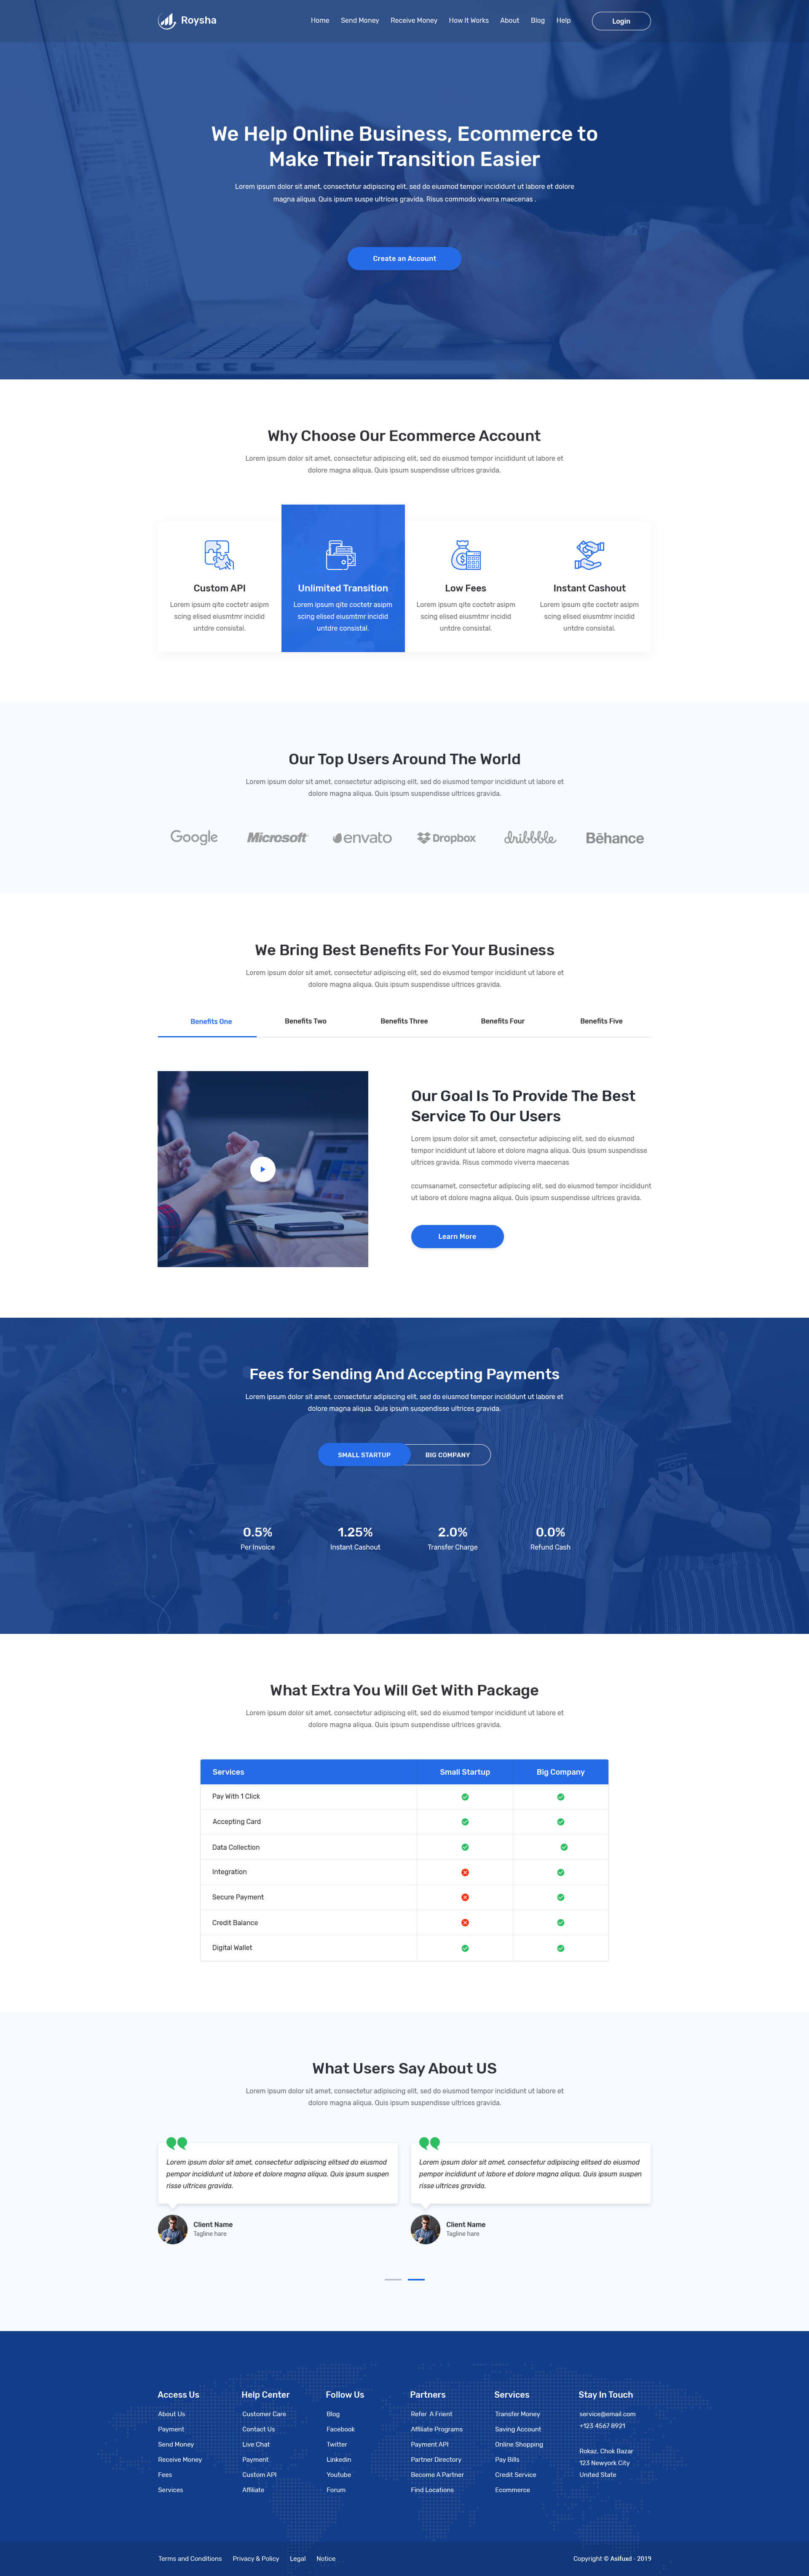 Roysha
Home Send Money Receive Money How It Works About Blog Help Login
We Help Online Business, Ecommerce to
Make Their Transition Easier
Lorem ipsum dolor sit amet, consectetur adipiscing elit, sed do eiusmod tempor incididunt ut labore et dolore
magna aliqua. Quis ipsum suspe ultrices gravida. Risus commodo viverra maecenas .
Create an Account
Why Choose Our Ecommerce Account
Lorem ipsum dolor sit amet, consectetur adipiscing elit, sed do eiusmod tempor incididunt ut labore et
dolore magna aliqua. Quis ipsum suspendisse ultrices gravida.
Custom API
Lorem ipsum qite coctetr asipm
scing elised eiusmtmr incidid
untdre consistal.
Unlimited Transition
Lorem ipsum qite coctetr asipm
scing elised eiusmtmr incidid
untdre consistal.
Low Fees
Lorem ipsum qite coctetr asipm
scing elised eiusmtmr incidid
untdre consistal.
Instant Cashout
Lorem ipsum qite coctetr asipm
scing elised eiusmtmr incidid
untdre consistal.
Our Top Users Around The World
Lorem ipsum dolor sit amet, consectetur adipiscing elit, sed do eiusmod tempor incididunt ut labore et
dolore magna aliqua. Quis ipsum suspendisse ultrices gravida.
Google Microsoft envato Dropbox dribbble Bēhance
We Bring Best Benefits For Your Business
Lorem ipsum dolor sit amet, consectetur adipiscing elit, sed do eiusmod tempor incididunt ut labore et
dolore magna aliqua. Quis ipsum suspendisse ultrices gravida.
Benefits One Benefits Two Benefits Three Benefits Four Benefits Five
Our Goal Is To Provide The Best
Service To Our Users
Lorem ipsum dolor sit amet, consectetur adipiscing elit, sed do eiusmod
tempor incididunt ut labore et dolore magna aliqua. Quis ipsum suspendisse
ultrices gravida. Risus commodo viverra maecenas
ccumsanamet, consectetur adipiscing elit, sed do eiusmod tempor incididunt
ut labore et dolore magna aliqua. Quis ipsum suspendisse ultrices gravida.
Learn More
Fees for Sending And Accepting Payments
Lorem ipsum dolor sit amet, consectetur adipiscing elit, sed do eiusmod tempor incididunt ut labore et
dolore magna aliqua. Quis ipsum suspendisse ultrices gravida.
SMALL STARTUP BIG COMPANY
0.5% 1.25% 2.0% 0.0%
Per Invoice Instant Cashout Transfer Charge Refund Cash
What Extra You Will Get With Package
Lorem ipsum dolor sit amet, consectetur adipiscing elit, sed do eiusmod tempor incididunt ut labore et
dolore magna aliqua. Quis ipsum suspendisse ultrices gravida.
Services Small Startup Big Company
Pay With 1 Click
Accepting Card
Data Collection
Integration
Secure Payment
Credit Balance
Digital Wallet
What Users Say About US
Lorem ipsum dolor sit amet, consectetur adipiscing elit, sed do eiusmod tempor incididunt ut labore et
dolore magna aliqua. Quis ipsum suspendisse ultrices gravida.
Lorem ipsum dolor sit amet, consectetur adipiscing elitsed do eiusmod
pempor incididunt ut labore et dolore magna aliqua. Quis ipsum suspen
risse ultrices gravida.
Client Name
Tagline hare
Lorem ipsum dolor sit amet, consectetur adipiscing elitsed do eiusmod
pempor incididunt ut labore et dolore magna aliqua. Quis ipsum suspen
risse ultrices gravida.
Client Name
Tagline hare
Access Us
About Us
Payment
Send Money
Receive Money
Fees
Services
Help Center
Customer Care
Contact Us
Live Chat
Payment
Custom API
Affiliate
Follow Us
Blog
Facebook
Twitter
Linkedin
Youtube
Forum
Partners
Refer A Frient
Affiliate Programs
Payment API
Partner Directory
Become A Partner
Find Locations
Services
Transfer Money
Saving Account
Online Shopping
Pay Bills
Credit Service
Ecommerce
Stay In Touch
service@email.com
+123 4567 8921
Rokaz, Chok Bazar
123 Newyork City
United State
Terms and Conditions Privacy & Policy Legal Notice Copyright © Asifuxd - 2019